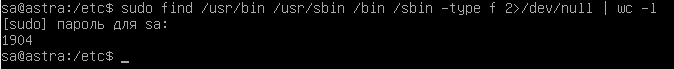 sa@astra:/etc$ sudo find /usr/bin /usr/sbin /bin /sbin -type f 2>/dev/null | wc -l
[sudo] пароль для sa:
1904
sa@astra:/etc$ _